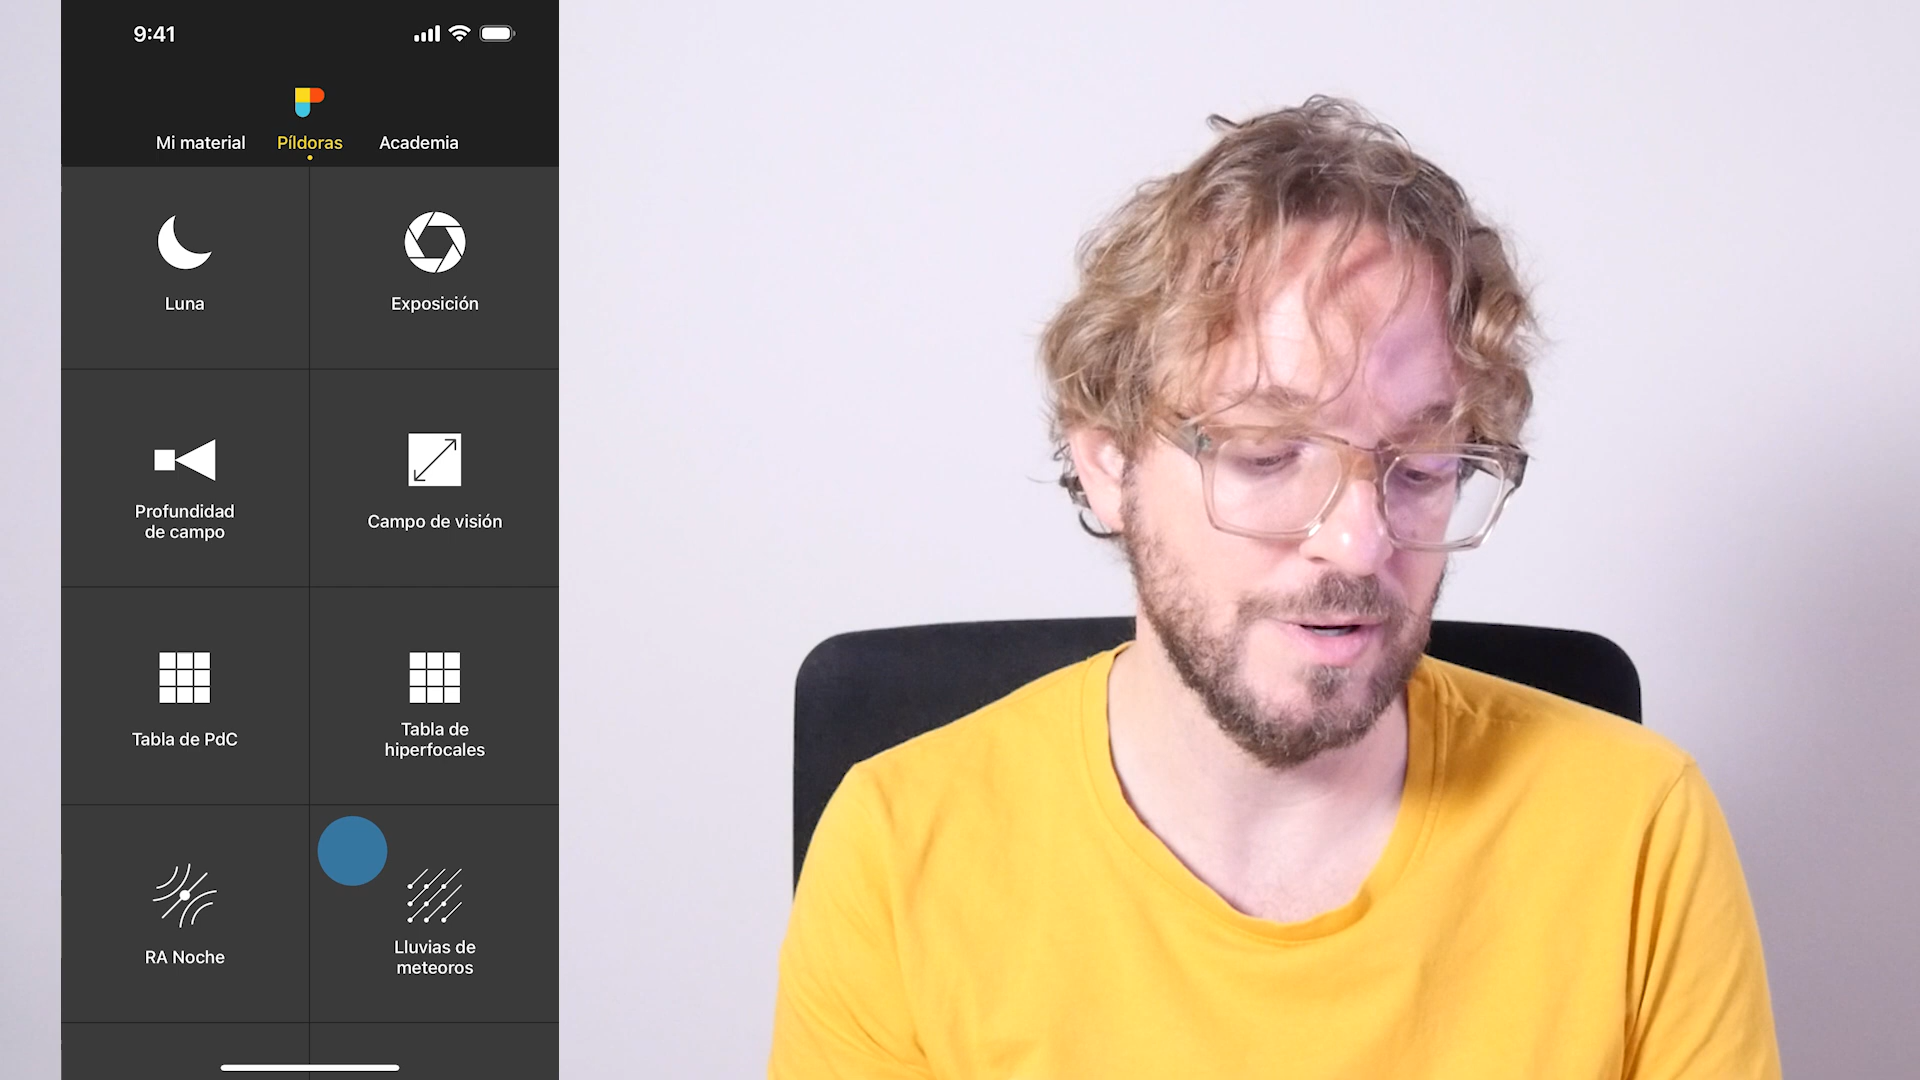 9:41
Mi material
Píldoras
Academia
Luna
Exposición
Profundidad
de campo
Campo de visión
Tabla de PdC
Tabla de
hiperfocales
RA Noche
Lluvias de
meteoros